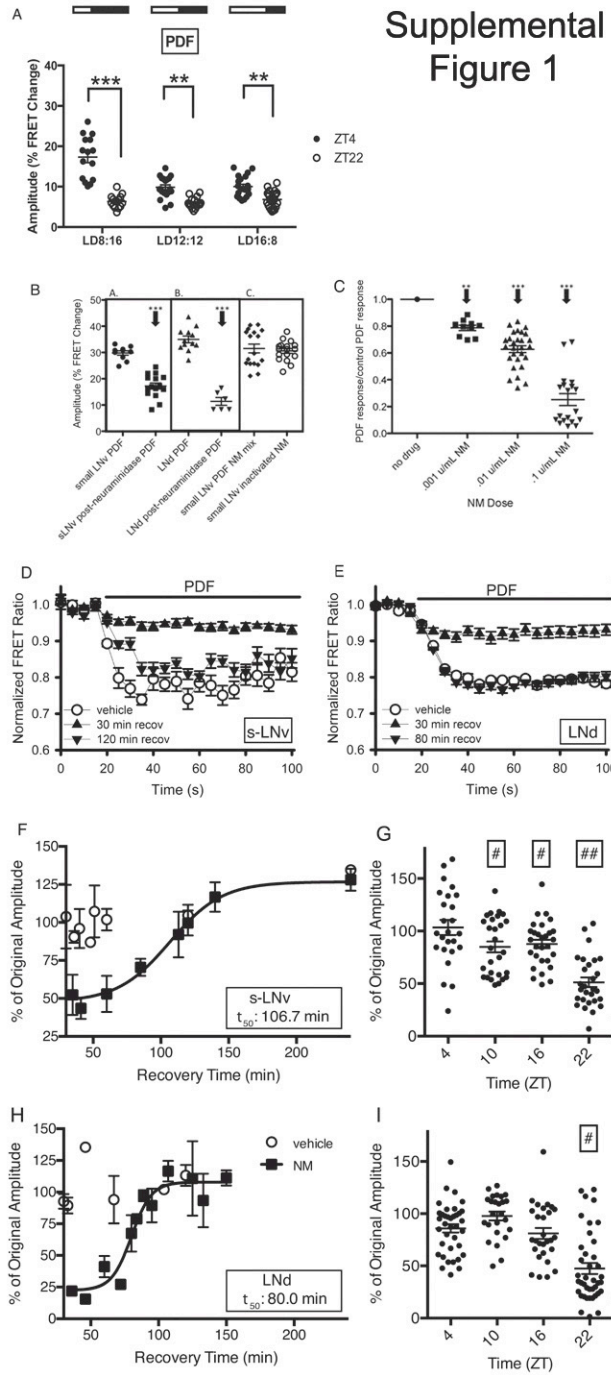 Supplemental
Figure 1
A
PDF
***
**
**
Amplitude (% FRET Change)
40
30
20
10
0
LD8:16
LD12:12
LD16:8
ZT4
ZT22
B
A.
B.
C.
***
***
Amplitude (% FRET Change)
50
40
30
20
10
0
small LNv PDF
sLNv post-neuraminidase PDF
LNd PDF
LNd post-neuraminidase PDF
small LNv PDF NM mix
small LNv inactivated NM
C
**
***
***
PDF response/control PDF response
1.0
0.8
0.6
0.4
0.2
0.0
no drug
.001 u/mL NM
.01 u/mL NM
.1 u/mL NM
NM Dose
D
PDF
Normalized FRET Ratio
1.0
0.9
0.8
0.7
0.6
vehicle
30 min recov
120 min recov
s-LNv
0
20
40
60
80
100
Time (s)
E
PDF
Normalized FRET Ratio
1.0
0.9
0.8
0.7
0.6
vehicle
30 min recov
80 min recov
LNd
0
20
40
60
80
100
Time (s)
F
% of Original Amplitude
150
125
100
75
50
25
s-LNv
t50: 106.7 min
50
100
150
200
Recovery Time (min)
G
#
#
##
% of Original Amplitude
150
100
50
0
4
10
16
22
Time (ZT)
H
vehicle
NM
% of Original Amplitude
150
125
100
75
50
25
0
LNd
t50: 80.0 min
50
100
150
200
Recovery Time (min)
I
#
% of Original Amplitude
150
100
50
0
4
10
16
22
Time (ZT)